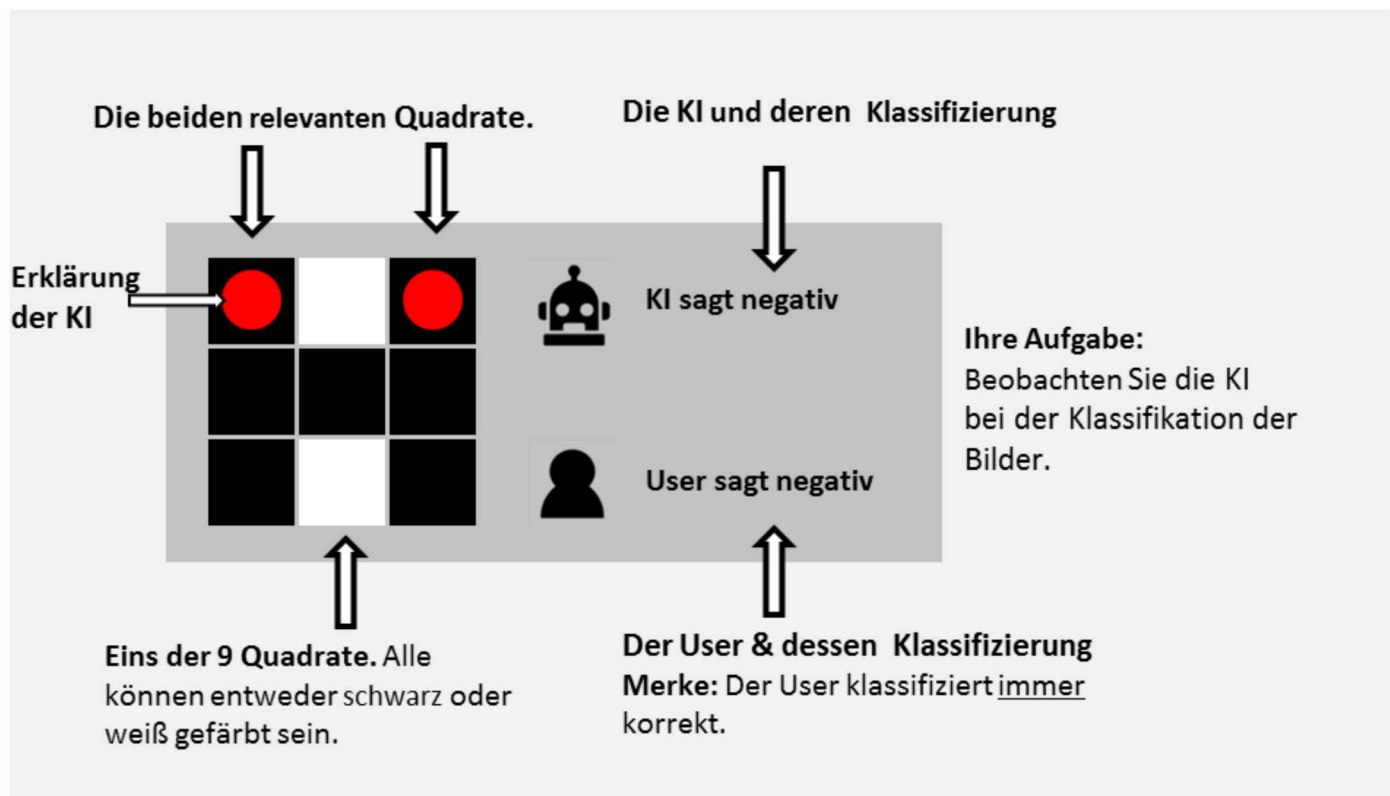 Die beiden relevanten Quadrate.
Die KI und deren Klassifizierung
Erklärung
der KI
KI sagt negativ
User sagt negativ
Ihre Aufgabe:
Beobachten Sie die KI
bei der Klassifikation der
Bilder.
Eins der 9 Quadrate. Alle
können entweder schwarz oder
weiß gefärbt sein.
Der User & dessen Klassifizierung
Merke: Der User klassifiziert immer
korrekt.